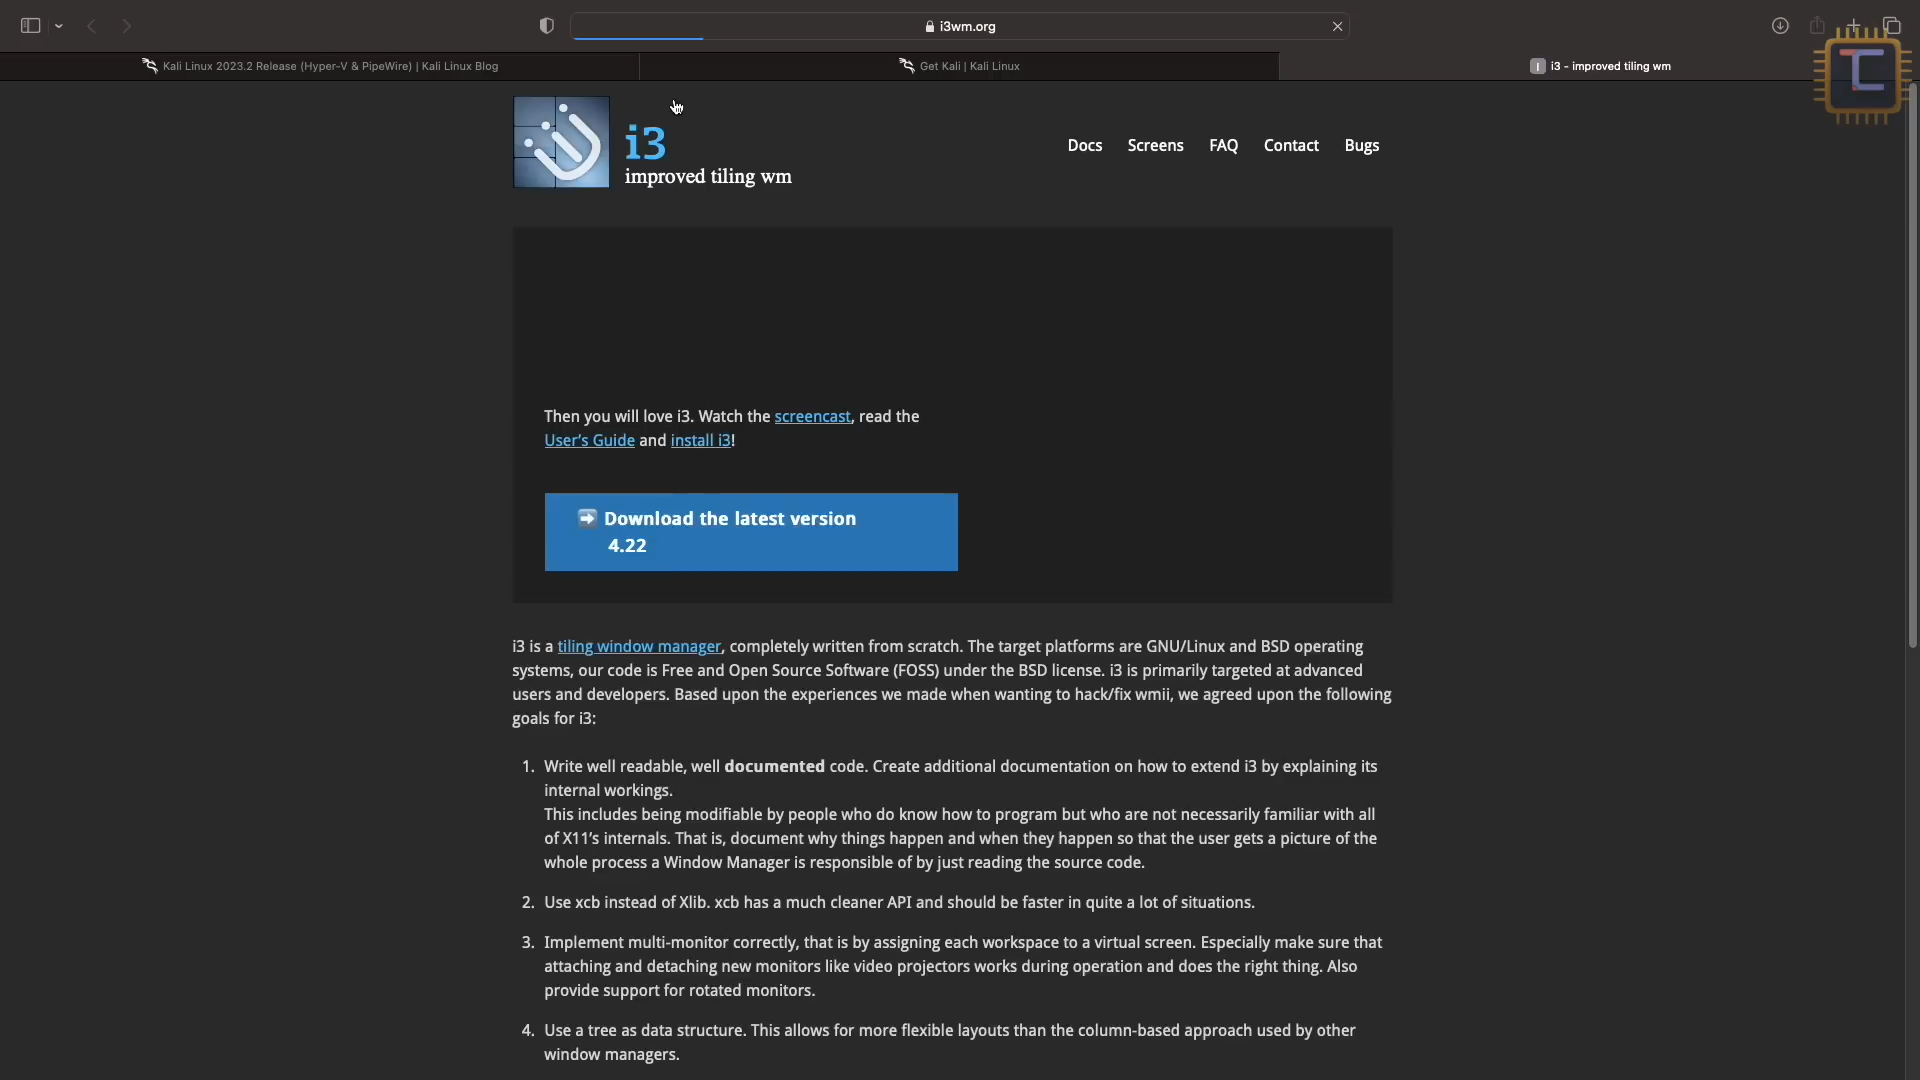 i3wm.org
Kali Linux 2023.2 Release (Hyper-V & PipeWire) | Kali Linux Blog
Get Kali | Kali Linux
I i3 - improved tiling wm
i3
improved tiling wm
Docs Screens FAQ Contact Bugs
Then you will love i3. Watch the screencast, read the
User's Guide and install i3!
➡ Download the latest version
4.22
i3 is a tiling window manager, completely written from scratch. The target platforms are GNU/Linux and BSD operating
systems, our code is Free and Open Source Software (FOSS) under the BSD license. i3 is primarily targeted at advanced
users and developers. Based upon the experiences we made when wanting to hack/fix wmii, we agreed upon the following
goals for i3:
1. Write well readable, well documented code. Create additional documentation on how to extend i3 by explaining its
internal workings.
This includes being modifiable by people who do know how to program but who are not necessarily familiar with all
of X11's internals. That is, document why things happen and when they happen so that the user gets a picture of the
whole process a Window Manager is responsible of by just reading the source code.
2. Use xcb instead of Xlib. xcb has a much cleaner API and should be faster in quite a lot of situations.
3. Implement multi-monitor correctly, that is by assigning each workspace to a virtual screen. Especially make sure that
attaching and detaching new monitors like video projectors works during operation and does the right thing. Also
provide support for rotated monitors.
4. Use a tree as data structure. This allows for more flexible layouts than the column-based approach used by other
window managers.